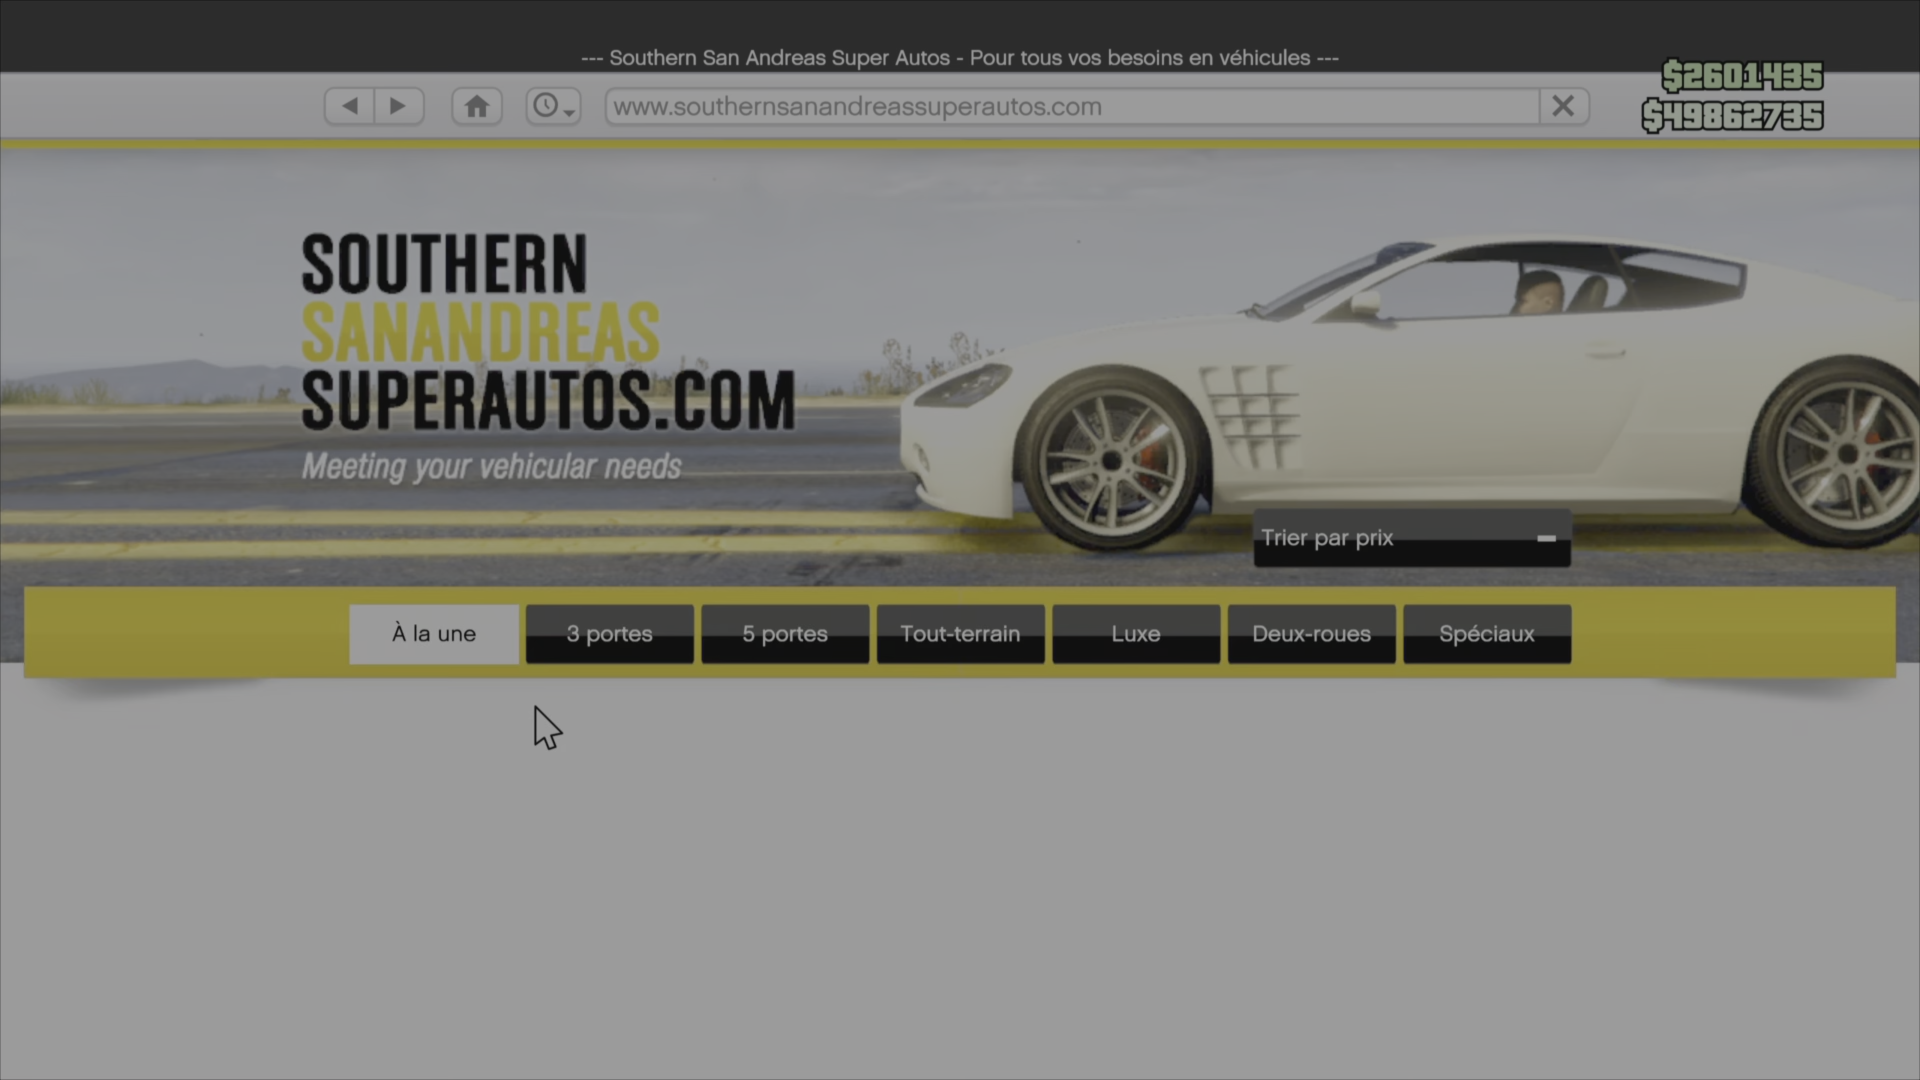 --- Southern San Andreas Super Autos - Pour tous vos besoins en véhicules ---
$2601435
www.southernsanandreassuperautos.com
$49862735
SOUTHERN
SANANDREAS
SUPERAUTOS.COM
Meeting your vehicular needs
Trier par prix
À la une
3 portes
5 portes
Tout-terrain
Luxe
Deux-roues
Spéciaux